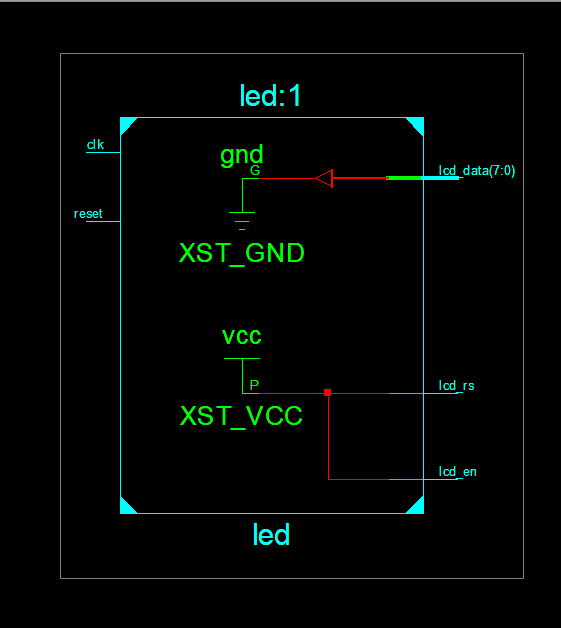 led:1
clk
gnd
G
lcd_data(7:0)
reset
XST_GND
vcc
P
lcd_rs
XST_VCC
lcd_en
led